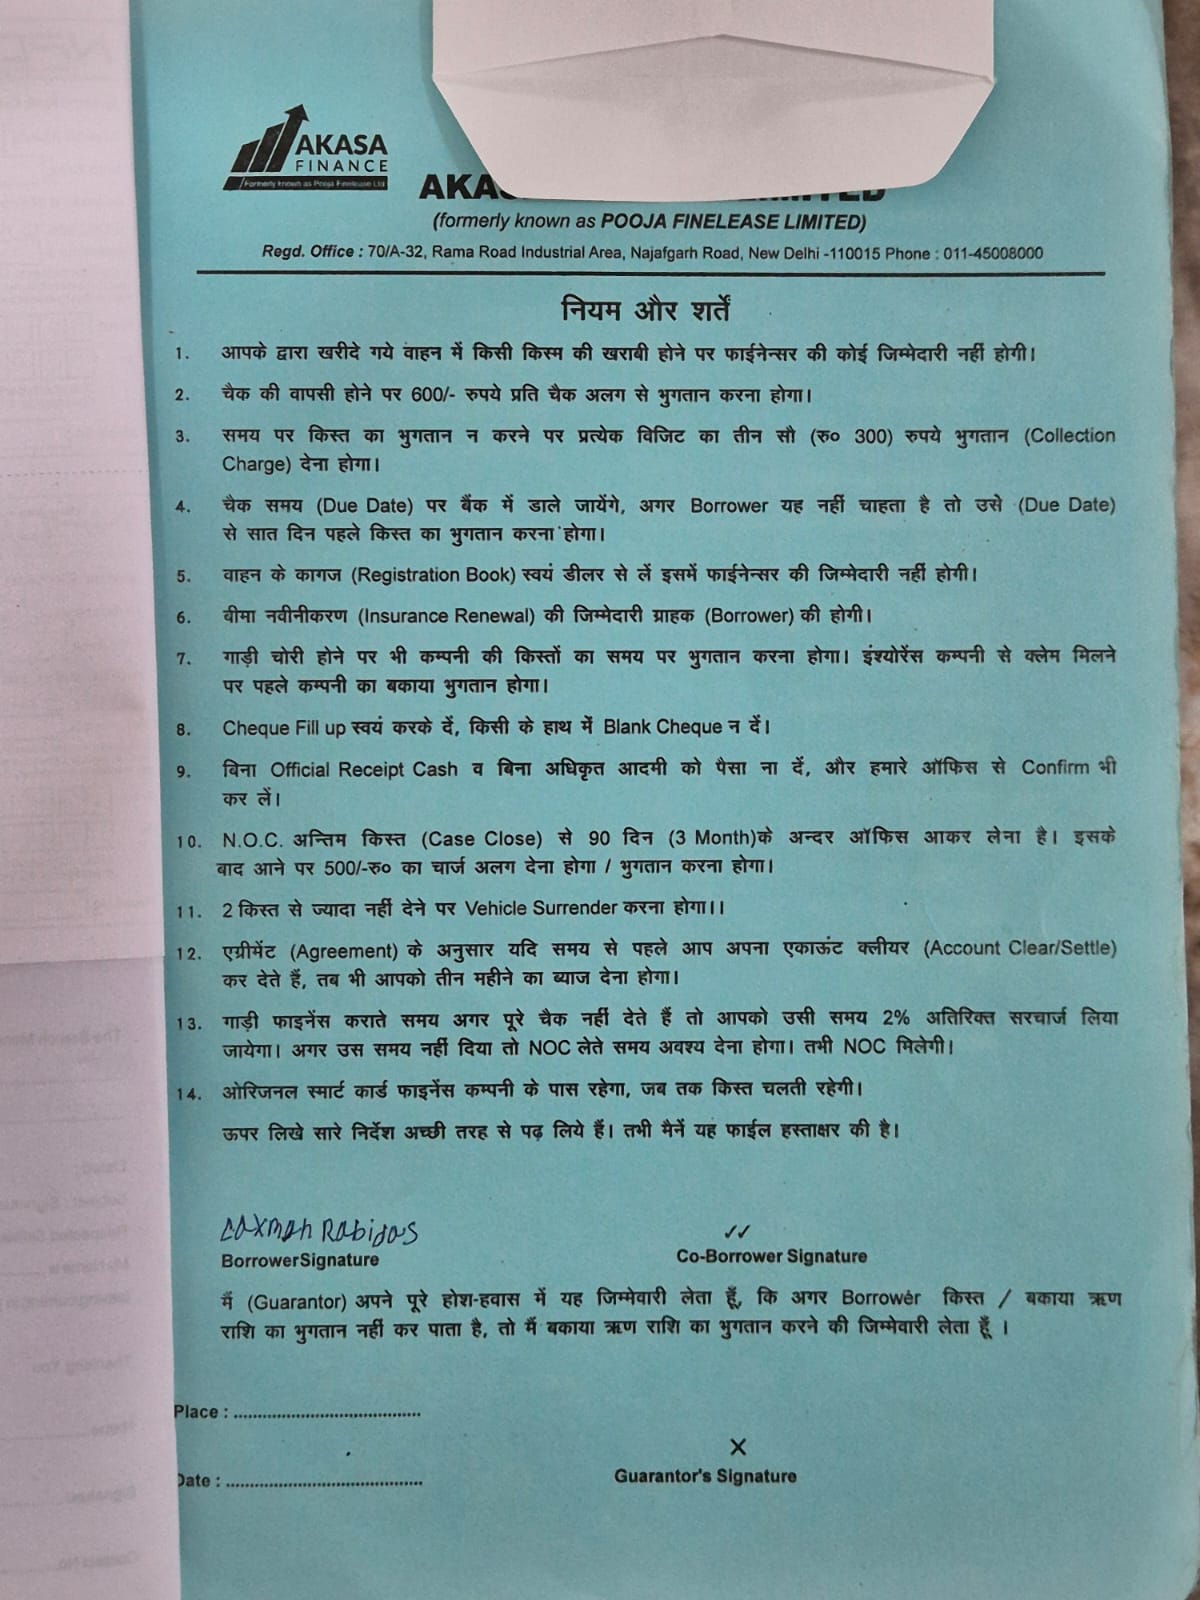 AKASA
FINANCE
Formerly known as Pooja Finelease Ltd
(formerly known as POOJA FINELEASE LIMITED)
Regd. Office : 70/A-32, Rama Road Industrial Area, Najafgarh Road, New Delhi -110015 Phone : 011-45008000
नियम और शर्तें
1. आपके द्वारा खरीदे गये वाहन में किसी किस्म की खराबी होने पर फाईनेन्सर की कोई जिम्मेदारी नहीं होगी।
2. चैक की वापसी होने पर 600/- रुपये प्रति चैक अलग से भुगतान करना होगा।
3. समय पर किस्त का भुगतान न करने पर प्रत्येक विजिट का तीन सौ (रु० 300) रुपये भुगतान (Collection
Charge) देना होगा।
4. चैक समय (Due Date) पर बैंक में डाले जायेंगे, अगर Borrower यह नहीं चाहता है तो उसे (Due Date)
से सात दिन पहले किस्त का भुगतान करना होगा।
5. वाहन के कागज (Registration Book) स्वयं डीलर से लें इसमें फाईनेन्सर की जिम्मेदारी नहीं होगी।
6. बीमा नवीनीकरण (Insurance Renewal) की जिम्मेदारी ग्राहक (Borrower) की होगी।
7. गाड़ी चोरी होने पर भी कम्पनी की किस्तों का समय पर भुगतान करना होगा। इंश्योरेंस कम्पनी से क्लेम मिलने
पर पहले कम्पनी का बकाया भुगतान होगा।
8. Cheque Fill up स्वयं करके दें, किसी के हाथ में Blank Cheque न दें।
9. बिना Official Receipt Cash व बिना अधिकृत आदमी को पैसा ना दें, और हमारे ऑफिस से Confirm भी
कर लें।
10. N.O.C. अन्तिम किस्त (Case Close) से 90 दिन (3 Month)के अन्दर ऑफिस आकर लेना है। इसके
बाद आने पर 500/-रु० का चार्ज अलग देना होगा / भुगतान करना होगा।
11. 2 किस्त से ज्यादा नहीं देने पर Vehicle Surrender करना होगा।।
12. एग्रीमेंट (Agreement) के अनुसार यदि समय से पहले आप अपना एकाऊंट क्लीयर (Account Clear/Settle)
कर देते हैं, तब भी आपको तीन महीने का ब्याज देना होगा।
13. गाड़ी फाइनेंस कराते समय अगर पूरे चैक नहीं देते हैं तो आपको उसी समय 2% अतिरिक्त सरचार्ज लिया
जायेगा। अगर उस समय नहीं दिया तो NOC लेते समय अवश्य देना होगा। तभी NOC मिलेगी।
14. ओरिजनल स्मार्ट कार्ड फाइनेंस कम्पनी के पास रहेगा, जब तक किस्त चलती रहेगी।
ऊपर लिखे सारे निर्देश अच्छी तरह से पढ़ लिये हैं। तभी मैनें यह फाईल हस्ताक्षर की है।
Laxman Rabidas
BorrowerSignature
Co-Borrower Signature
मैं (Guarantor) अपने पूरे होश-हवास में यह जिम्मेवारी लेता हूँ, कि अगर Borrower किस्त / बकाया ऋण
राशि का भुगतान नहीं कर पाता है, तो मैं बकाया ऋण राशि का भुगतान करने की जिम्मेवारी लेता हूँ ।
Place : .......................................
X
Date : .........................................
Guarantor's Signature